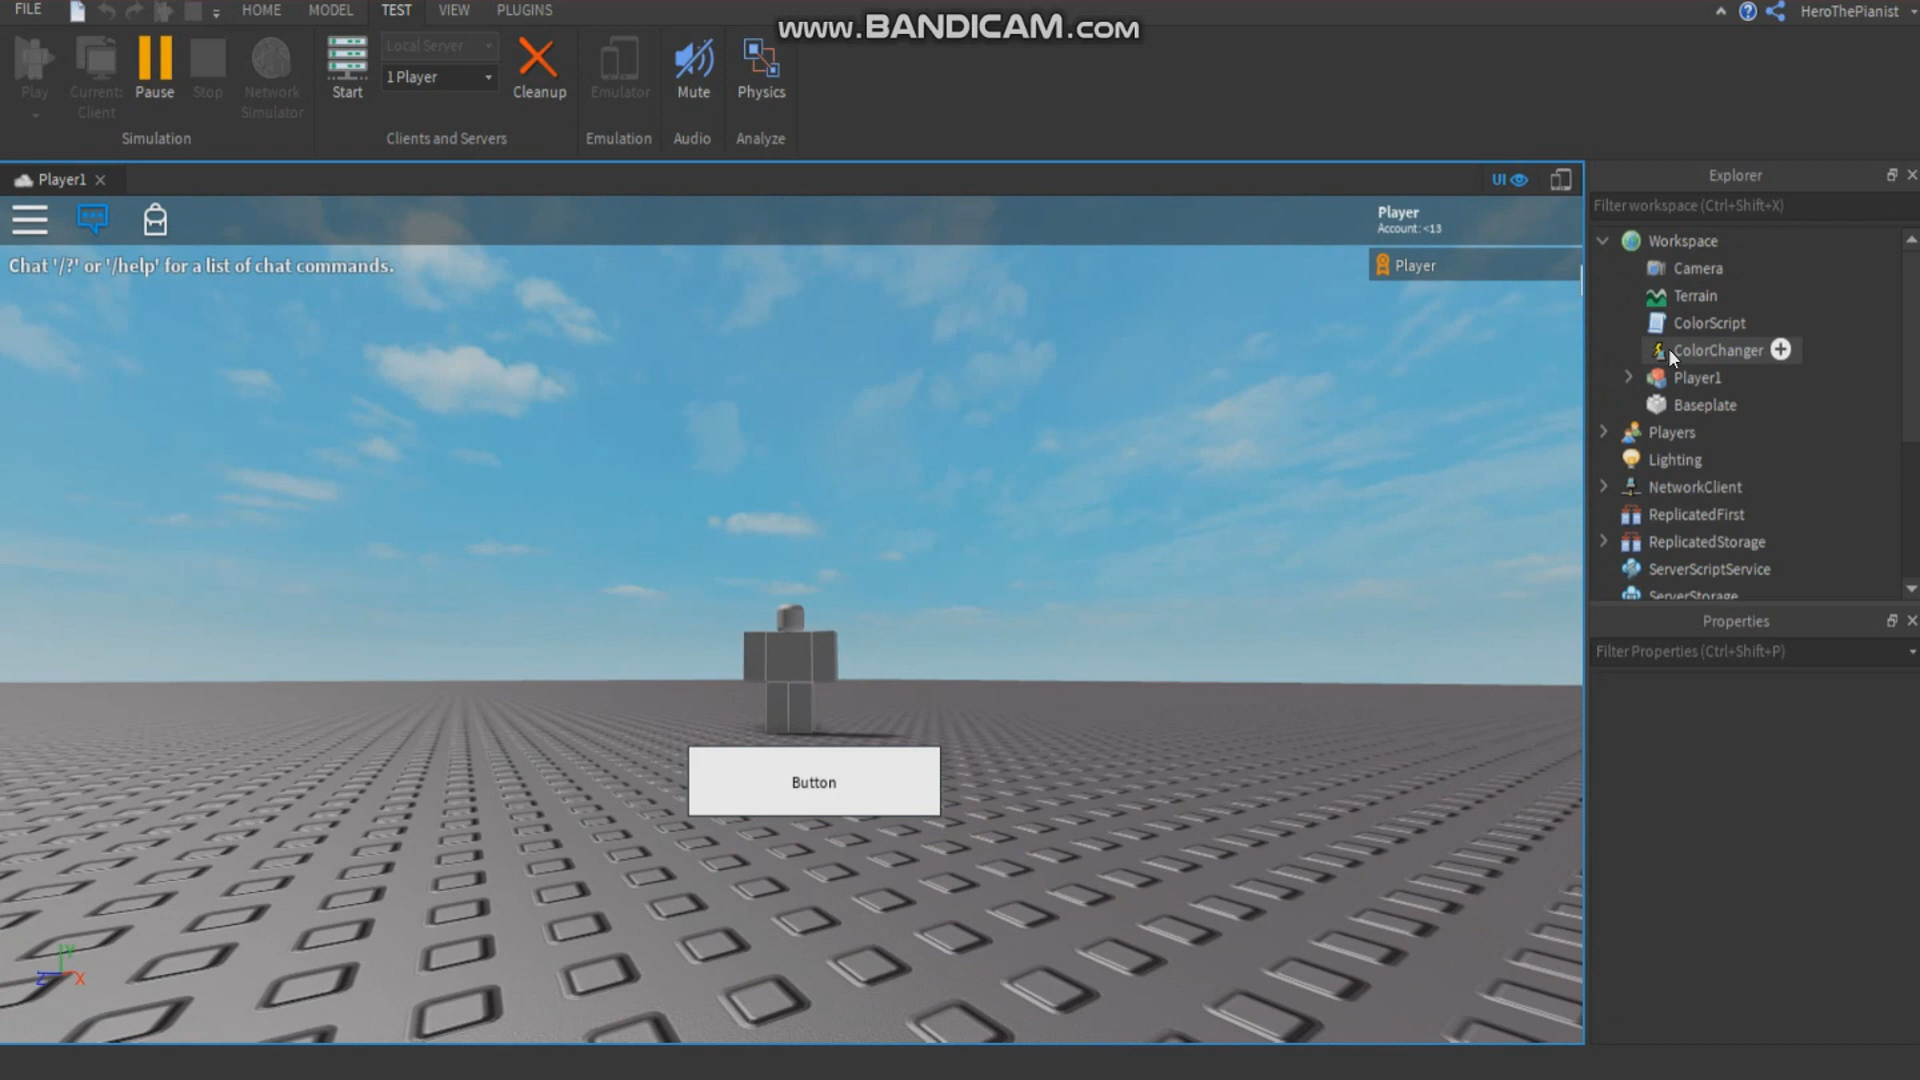 FILE
HOME
MODEL
TEST
VIEW
PLUGINS
www.BANDICAM.com
HeroThePianist
Play
Current: Client
Pause
Stop
Network Simulator
Simulation
Start
Local Server
1 Player
Cleanup
Clients and Servers
Emulator
Emulation
Mute
Audio
Physics
Analyze
Player1
UI
Explorer
Filter workspace (Ctrl+Shift+X)
Player
Account: <13
Player
Chat '/?' or '/help' for a list of chat commands.
Workspace
Camera
Terrain
ColorScript
ColorChanger
Player1
Baseplate
Players
Lighting
NetworkClient
ReplicatedFirst
ReplicatedStorage
ServerScriptService
ServerStorage
Properties
Filter Properties (Ctrl+Shift+P)
Button
Y
Z
X